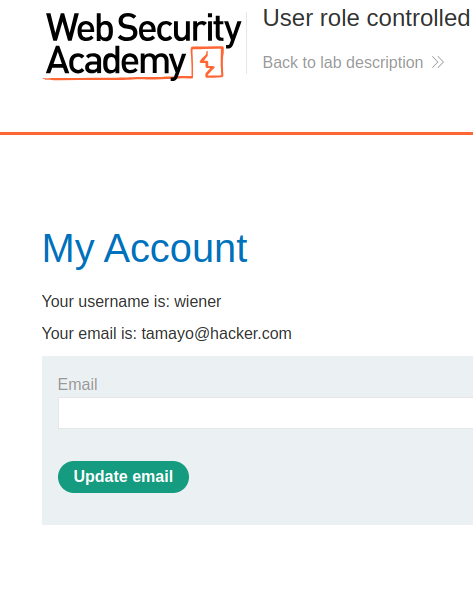 Web Security
Academy
User role controlled
Back to lab description
My Account
Your username is: wiener
Your email is: tamayo@hacker.com
Email
Update email